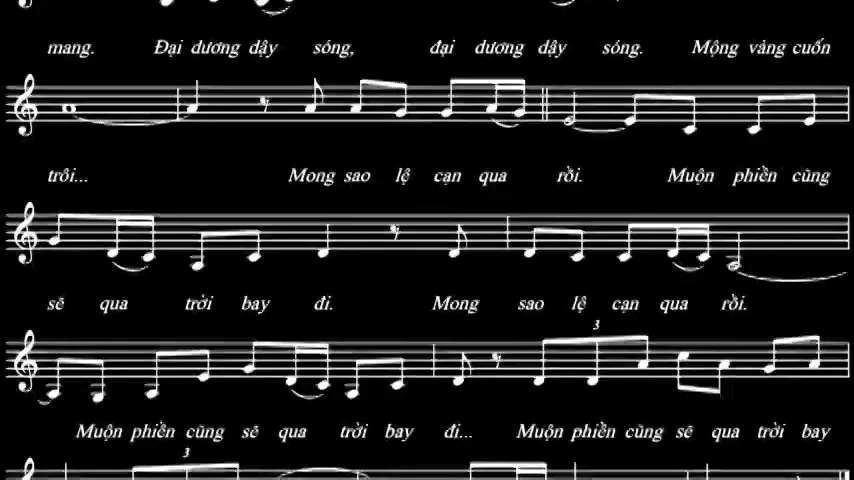 mang. Đại dương dậy sóng, đại dương dậy sóng. Mộng vàng cuốn
trôi... Mong sao lệ cạn qua rồi. Muộn phiền cũng
sẽ qua trời bay đi. Mong sao lệ cạn qua rồi.
3
Muộn phiền cũng sẽ qua trời bay đi... Muộn phiền cũng sẽ qua trời bay
3